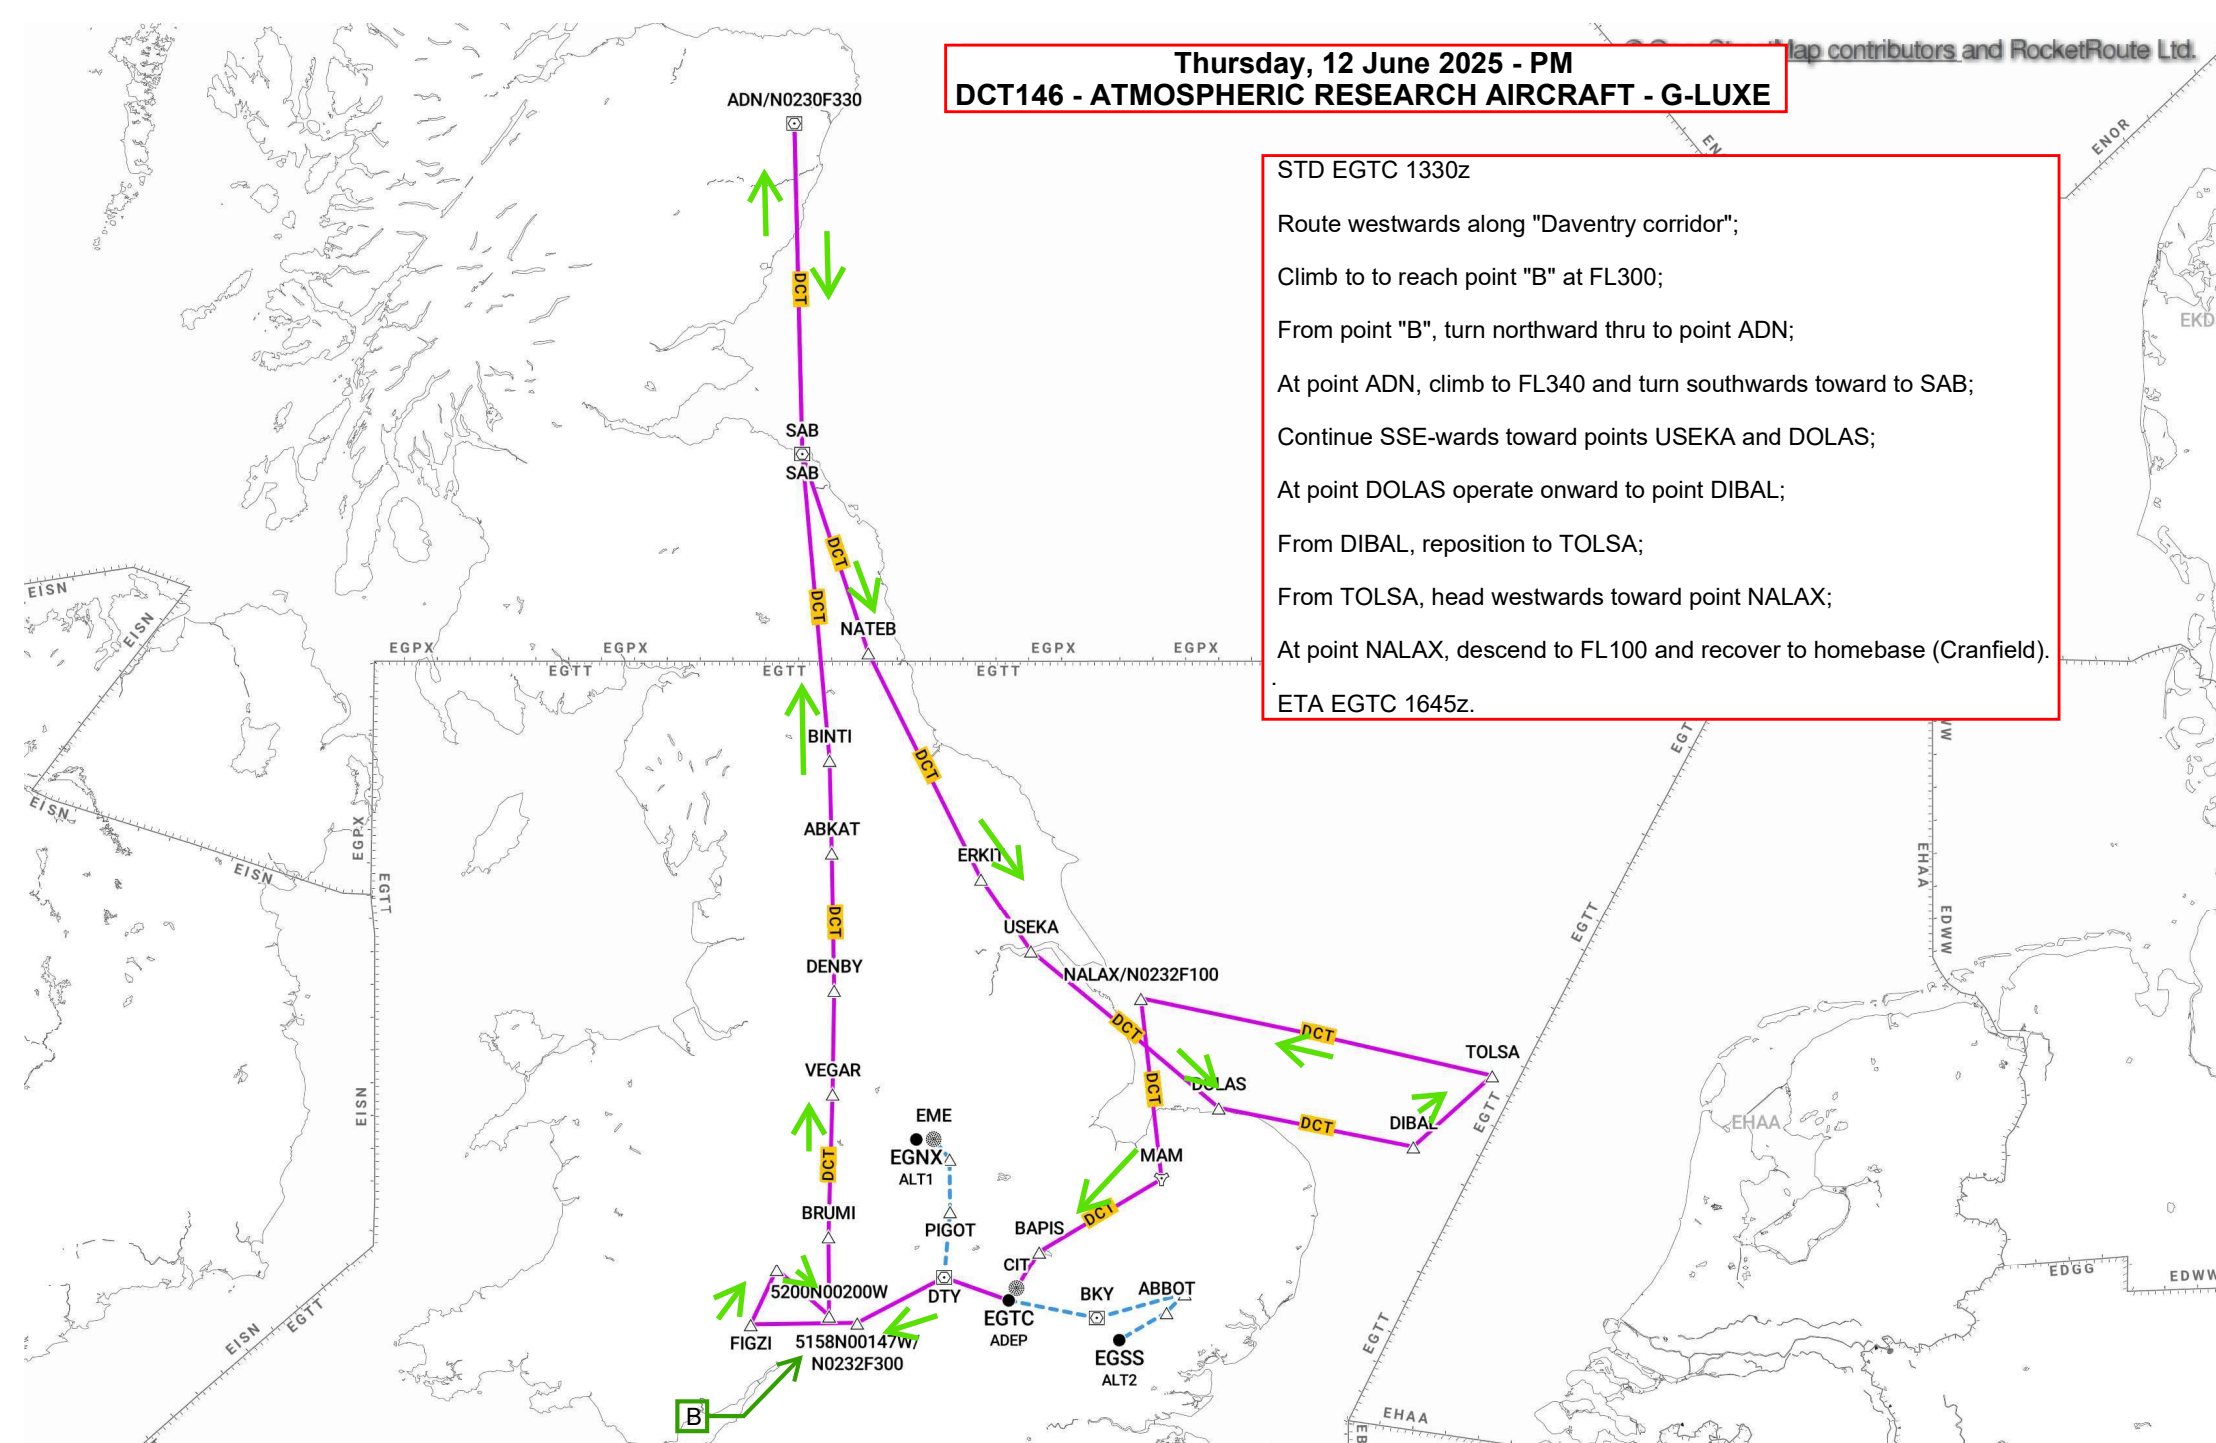 © OpenStreetMap contributors and RocketRoute Ltd.
Thursday, 12 June 2025 - PM
DCT146 - ATMOSPHERIC RESEARCH AIRCRAFT - G-LUXE
ADN/N0230F330
ENOR
STD EGTC 1330z
Route westwards along "Daventry corridor";
Climb to to reach point "B" at FL300;
From point "B", turn northward thru to point ADN;
At point ADN, climb to FL340 and turn southwards toward to SAB;
Continue SSE-wards toward points USEKA and DOLAS;
At point DOLAS operate onward to point DIBAL;
From DIBAL, reposition to TOLSA;
From TOLSA, head westwards toward point NALAX;
At point NALAX, descend to FL100 and recover to homebase (Cranfield).
.
ETA EGTC 1645z.
DCT
EKD
SAB
SAB
DCT
DCT
EISN
EISN
NATEB
EGPX
EGPX
EGPX
EGPX
EGTT
EGTT
EGTT
BINTI
DCT
EISN
EGPX
EGTT
EISN
ABKAT
ERKIT
EHAA
EDWW
EGTT
DCT
USEKA
DENBY
NALAX/N0232F100
DCT
DCT
TOLSA
VEGAR
DOLAS
DCT
EISN
EME
DCT
DIBAL
EGTT
EHAA
EGNX
ALT1
MAM
DCT
BRUMI
PIGOT
BAPIS
DCT
CIT
5200N00200W
DTY
BKY
ABBOT
EGTC
ADEP
EISN
EGTT
FIGZI
5158N00147W/
N0232F300
EGSS
ALT2
EGTT
EDGG
EDWW
B
EHAA
EB